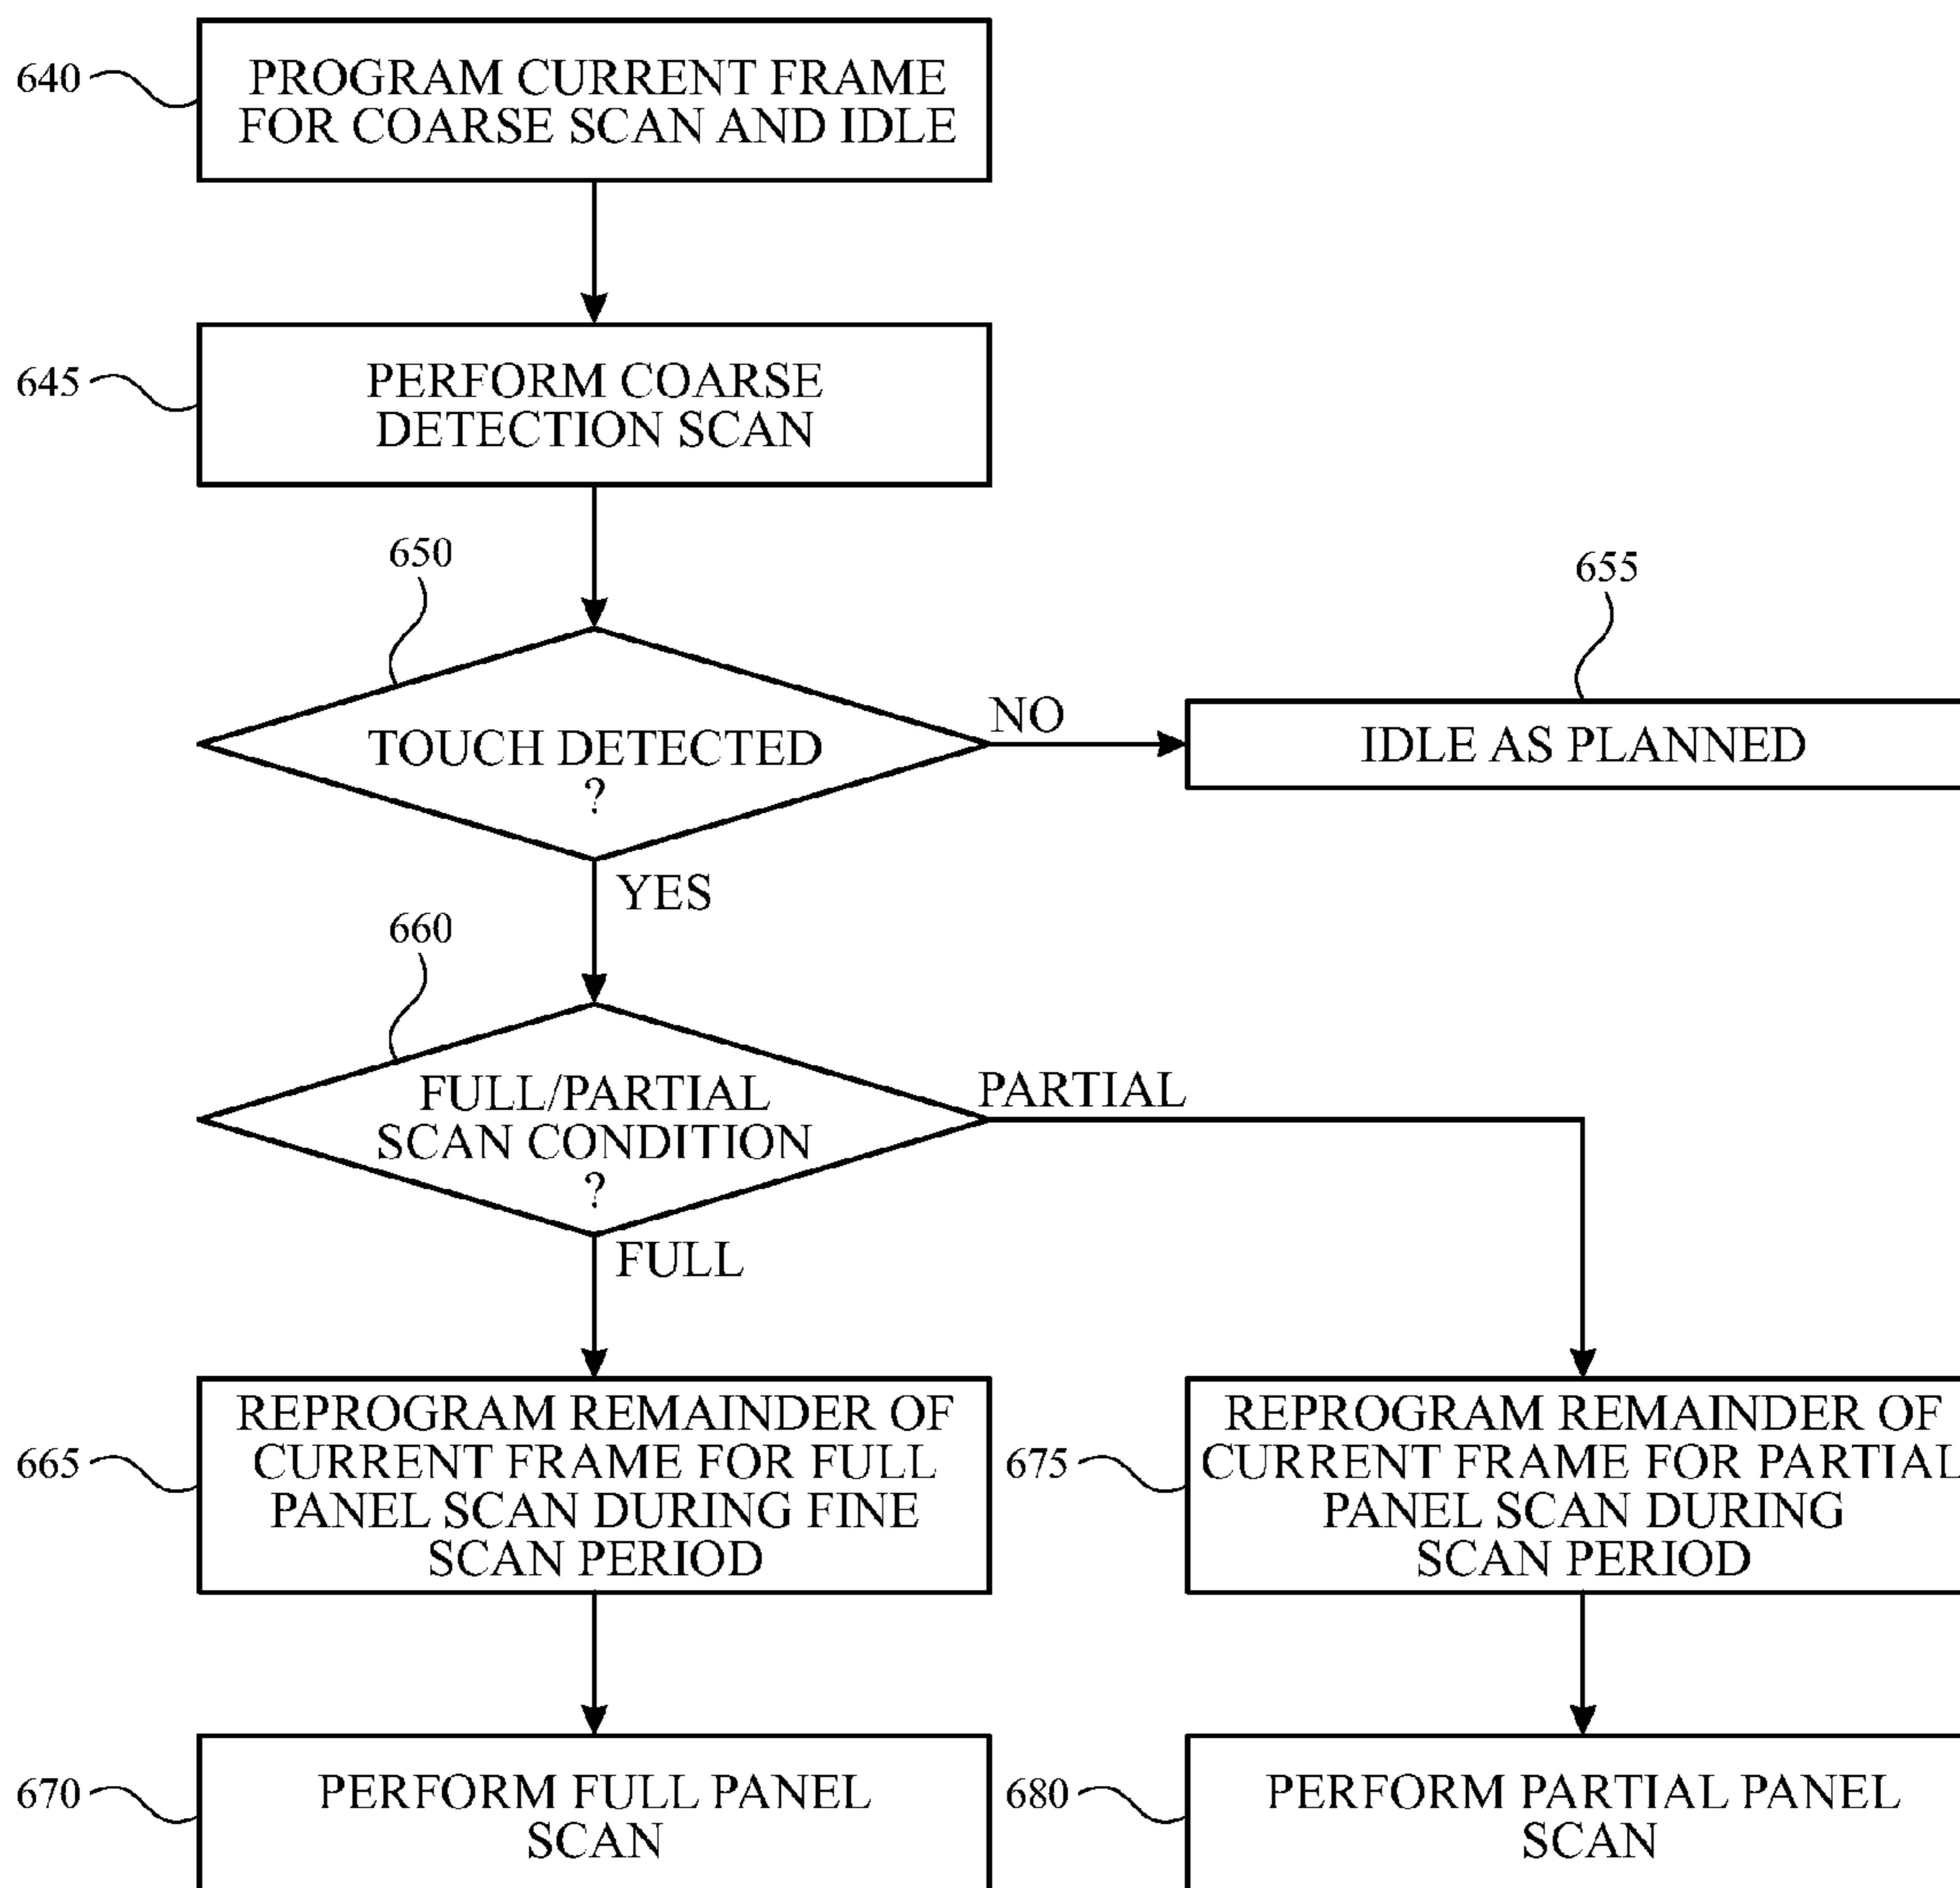 640
PROGRAM CURRENT FRAME
FOR COARSE SCAN AND IDLE
645
PERFORM COARSE
DETECTION SCAN
650
TOUCH DETECTED
?
NO
655
IDLE AS PLANNED
YES
660
FULL/PARTIAL
SCAN CONDITION
?
PARTIAL
FULL
665
REPROGRAM REMAINDER OF
CURRENT FRAME FOR FULL
PANEL SCAN DURING FINE
SCAN PERIOD
675
REPROGRAM REMAINDER OF
CURRENT FRAME FOR PARTIAL
PANEL SCAN DURING
SCAN PERIOD
670
PERFORM FULL PANEL
SCAN
680
PERFORM PARTIAL PANEL
SCAN